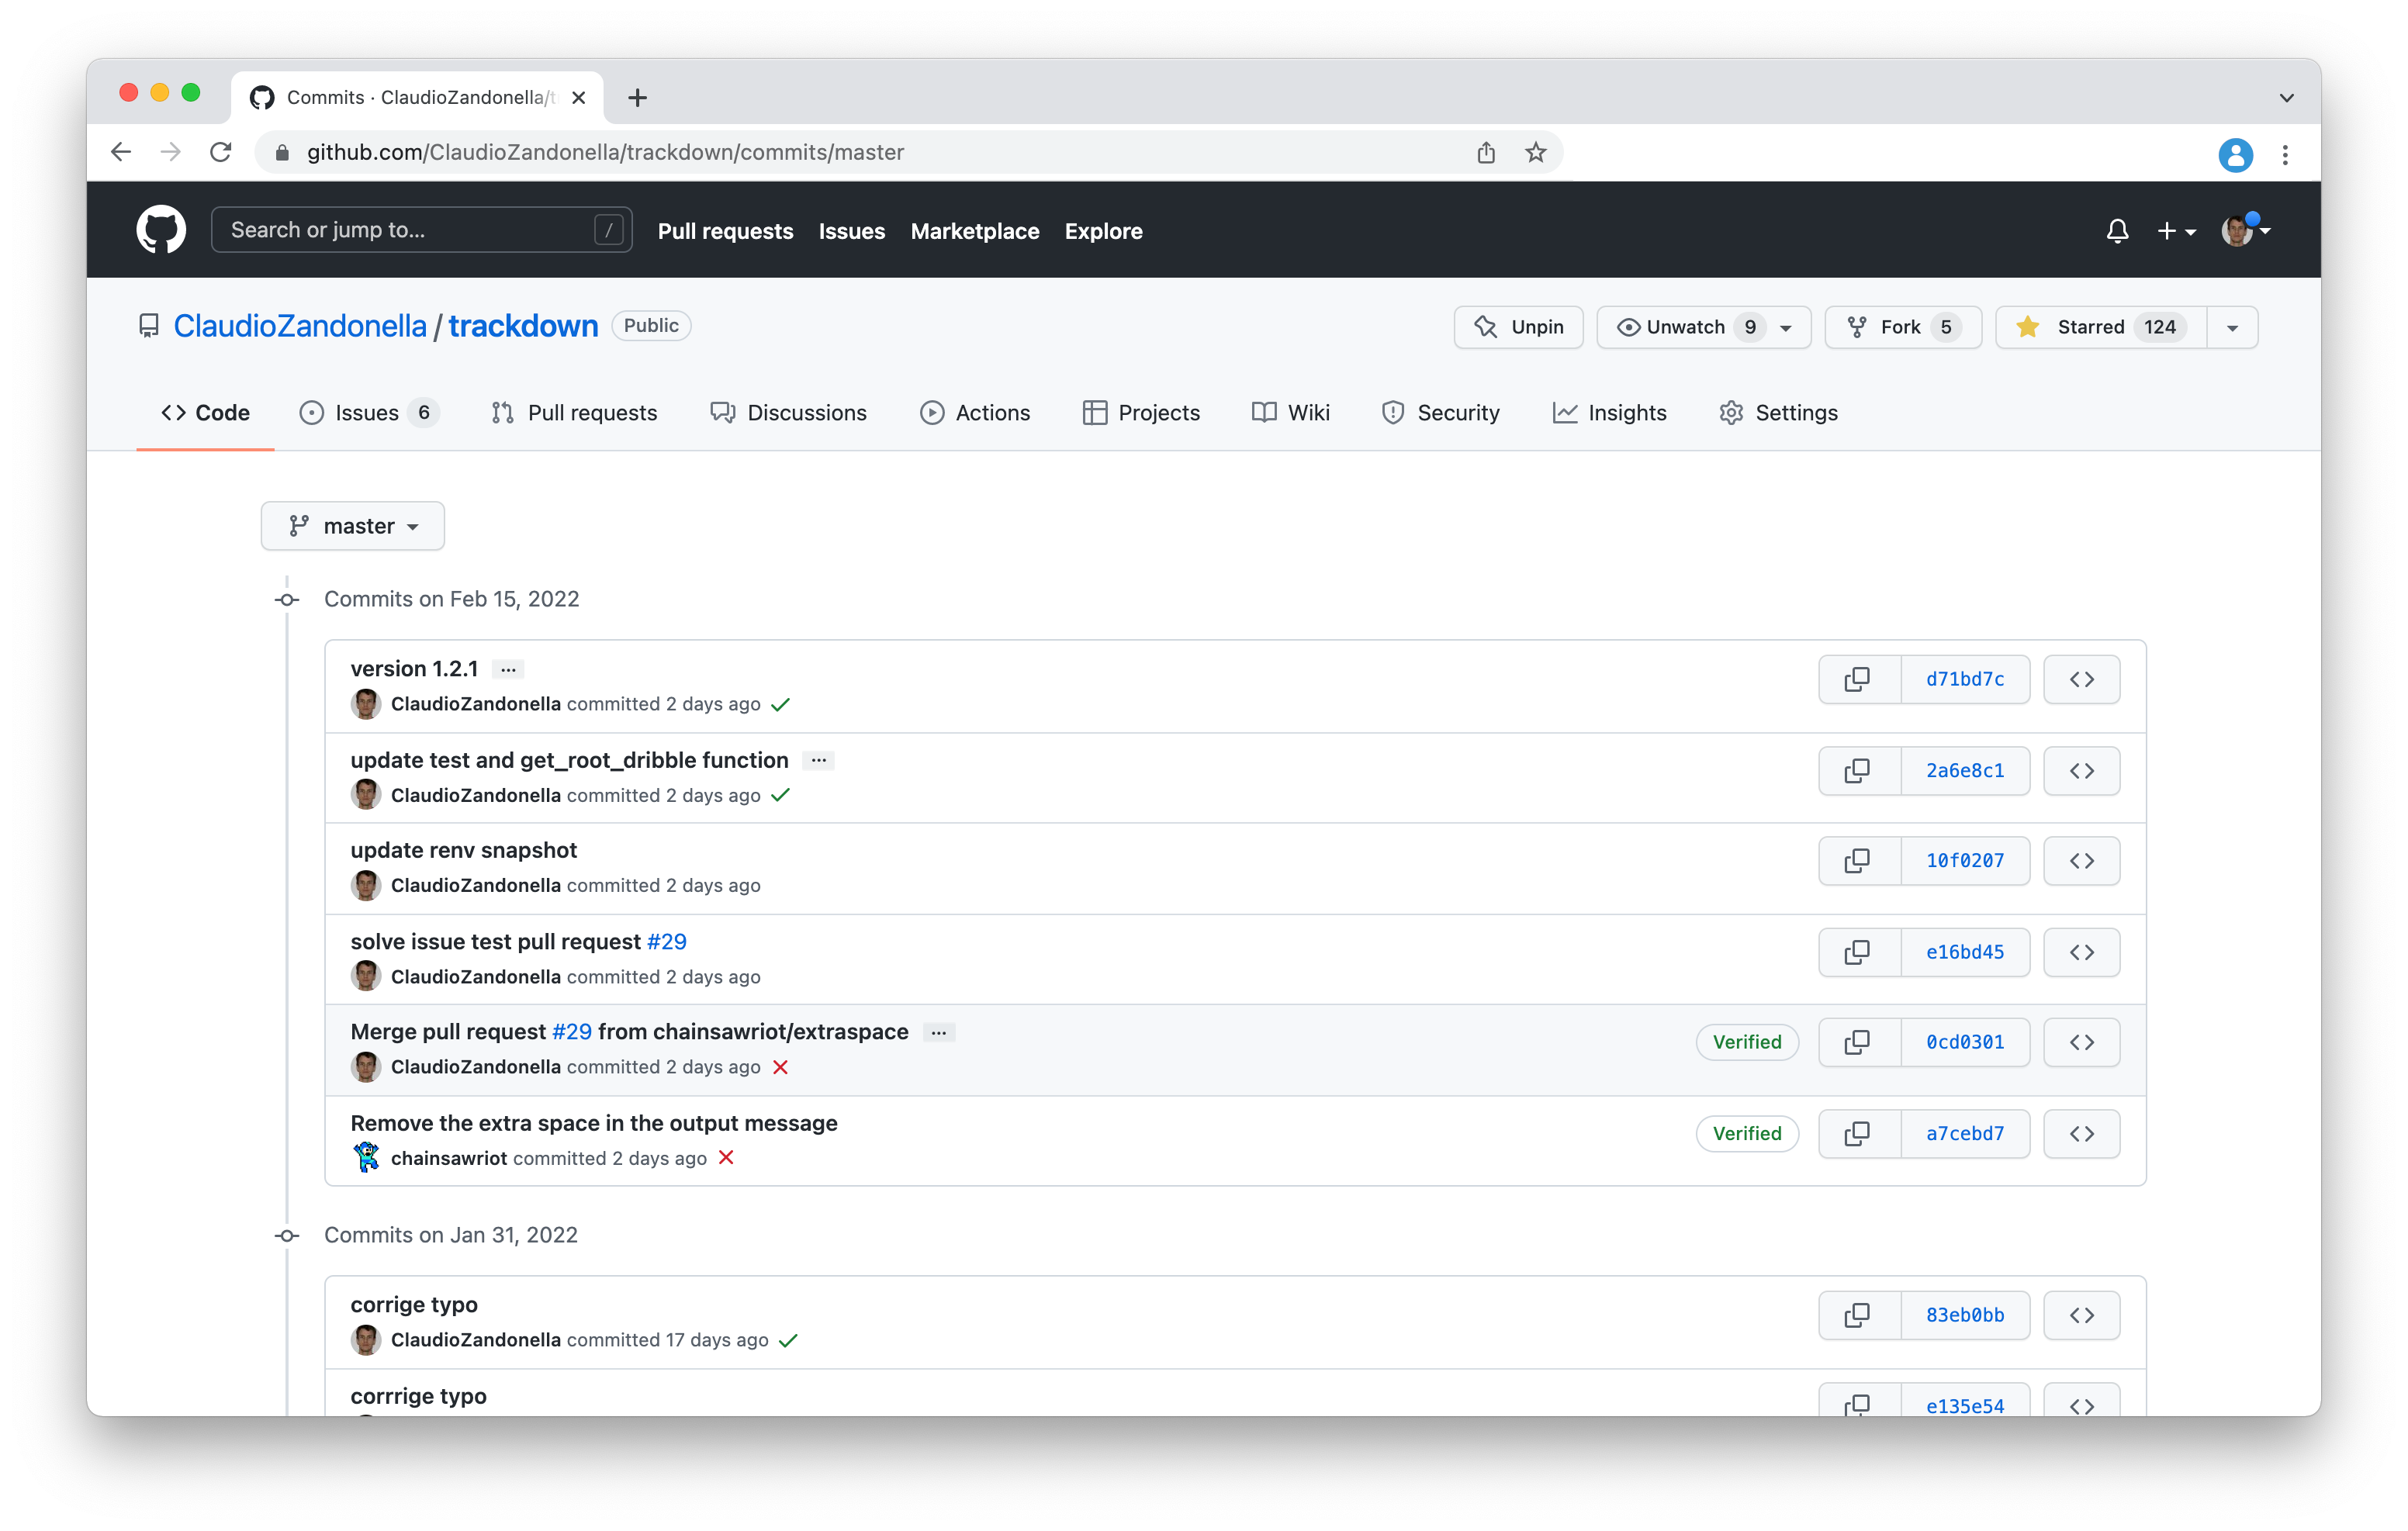 Commits · ClaudioZandonella/t
github.com/ClaudioZandonella/trackdown/commits/master
Search or jump to... /
Pull requests Issues Marketplace Explore
ClaudioZandonella / trackdown Public
Unpin Unwatch 9 Fork 5 Starred 124
Code Issues 6 Pull requests Discussions Actions Projects Wiki Security Insights Settings
master
Commits on Feb 15, 2022
version 1.2.1 ...
d71bd7c
ClaudioZandonella committed 2 days ago
update test and get_root_dribble function ...
2a6e8c1
ClaudioZandonella committed 2 days ago
update renv snapshot
10f0207
ClaudioZandonella committed 2 days ago
solve issue test pull request #29
e16bd45
ClaudioZandonella committed 2 days ago
Merge pull request #29 from chainsawriot/extraspace ...
Verified 0cd0301
ClaudioZandonella committed 2 days ago
Remove the extra space in the output message
Verified a7cebd7
chainsawriot committed 2 days ago
Commits on Jan 31, 2022
corrige typo
83eb0bb
ClaudioZandonella committed 17 days ago
corrrige typo
e135e54